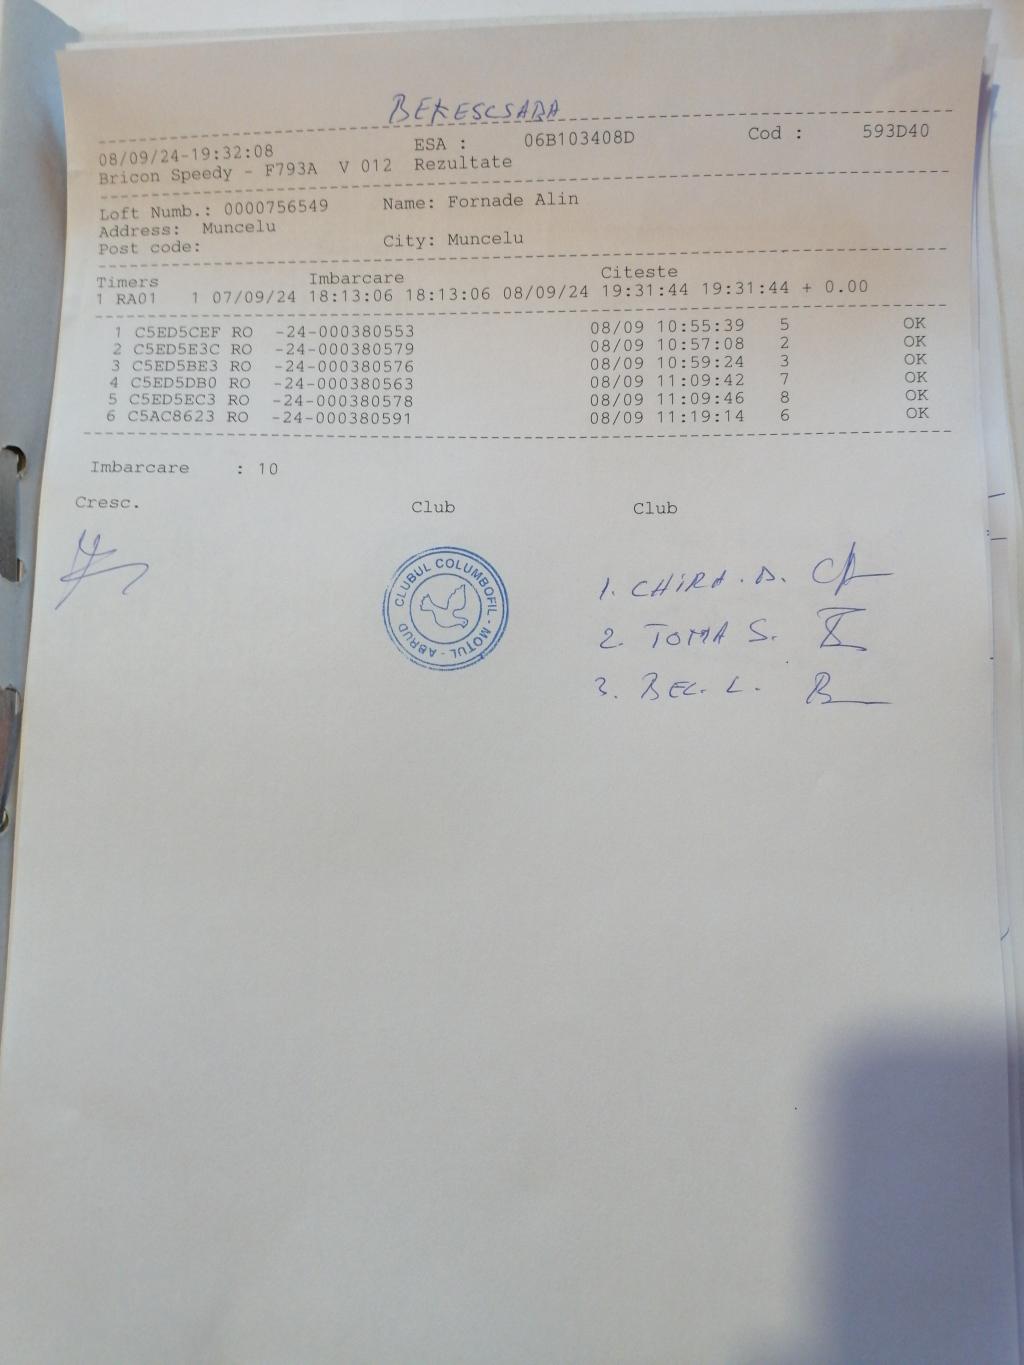 BEKESCSABA
08/09/24-19:32:08 ESA : 06B103408D Cod : 593D40
Bricon Speedy - F793A V 012 Rezultate
Loft Numb.: 0000756549 Name: Fornade Alin
Address: Muncelu
Post code: City: Muncelu
Timers Imbarcare Citeste
1 RA01 1 07/09/24 18:13:06 18:13:06 08/09/24 19:31:44 19:31:44 + 0.00
1 C5ED5CEF RO -24-000380553 08/09 10:55:39 5 OK
2 C5ED5E3C RO -24-000380579 08/09 10:57:08 2 OK
3 C5ED5BE3 RO -24-000380576 08/09 10:59:24 3 OK
4 C5ED5DB0 RO -24-000380563 08/09 11:09:42 7 OK
5 C5ED5EC3 RO -24-000380578 08/09 11:09:46 8 OK
6 C5AC8623 RO -24-000380591 08/09 11:19:14 6 OK
Imbarcare : 10
Cresc. Club Club
CLUBUL COLUMBOFIL - MOȚUL - ABRUD
1. CHIRA. D.
2. TOMA S.
3. BEC. L.